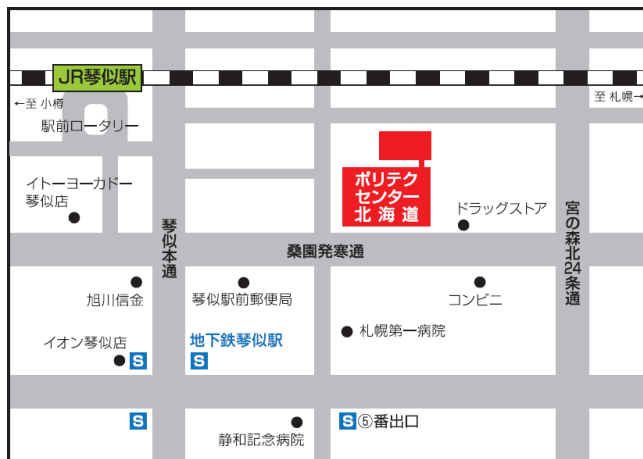 JR琴似駅
←至 小樽
至 札幌→
駅前ロータリー
イトーヨーカドー
琴似店
ポリテク
センター
北海道
ドラッグストア
琴似本通
宮の森北24条通
桑園発寒通
旭川信金
琴似駅前郵便局
コンビニ
イオン琴似店
S
地下鉄琴似駅
S
札幌第一病院
S
静和記念病院
S ⑤番出口